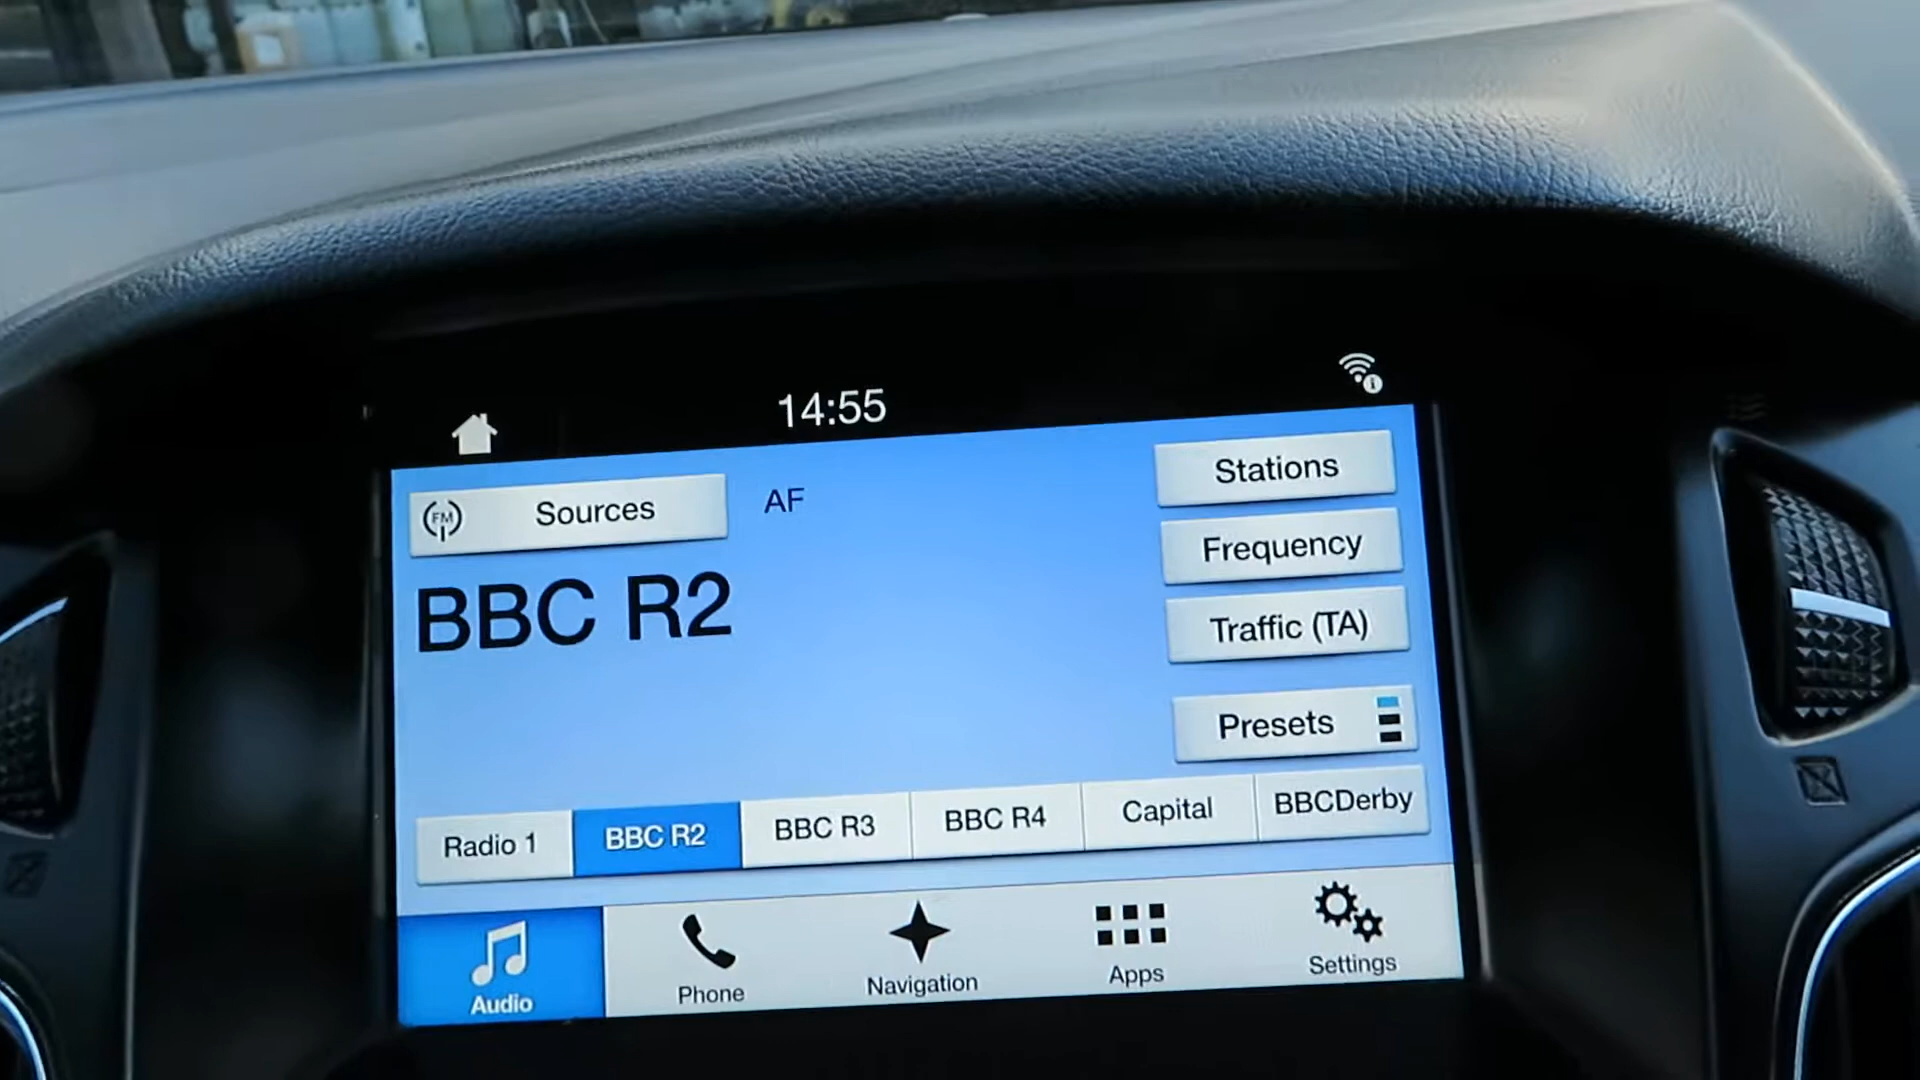 14:55
FM
Sources
AF
Stations
BBC R2
Frequency
Traffic (TA)
Presets
Radio 1
BBC R2
BBC R3
BBC R4
Capital
BBCDerby
Audio
Phone
Navigation
Apps
Settings